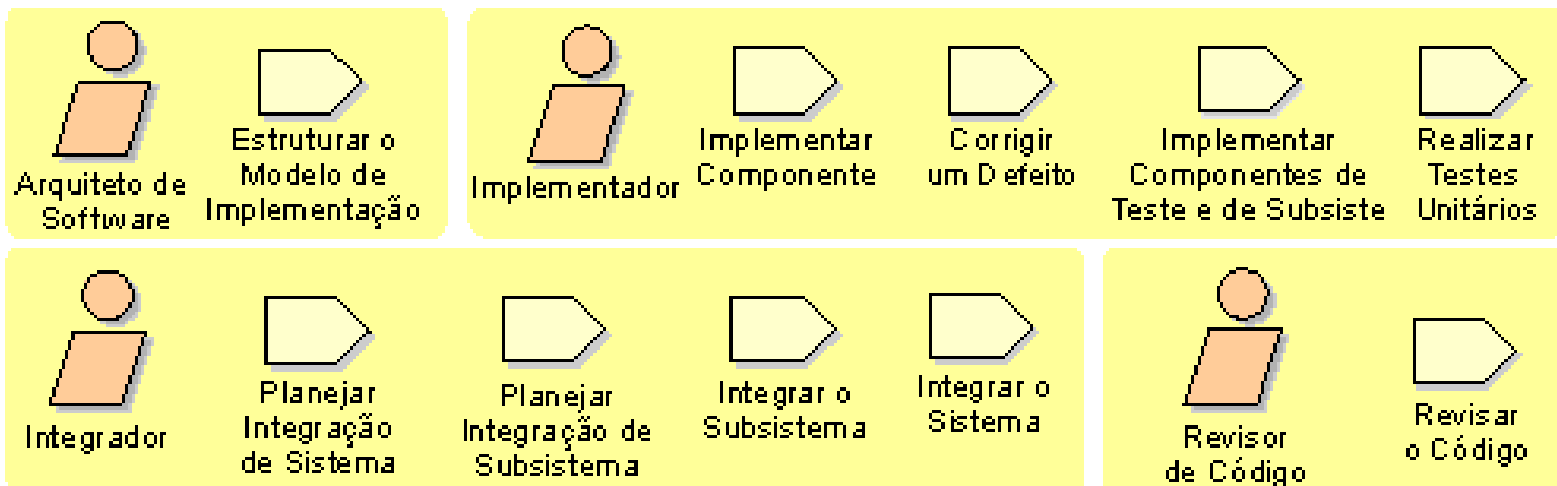 Arquiteto de
Software
Estruturar o
Modelo de
Implementação
Implementador
Implementar
Componente
Corrigir
um Defeito
Implementar
Componentes de
Teste e de Subsiste
Realizar
Testes
Unitários
Integrador
Planejar
Integração
de Sistema
Planejar
Integração de
Subsistema
Integrar o
Subsistema
Integrar o
Sistema
Revisor
de Código
Revisar
o Código